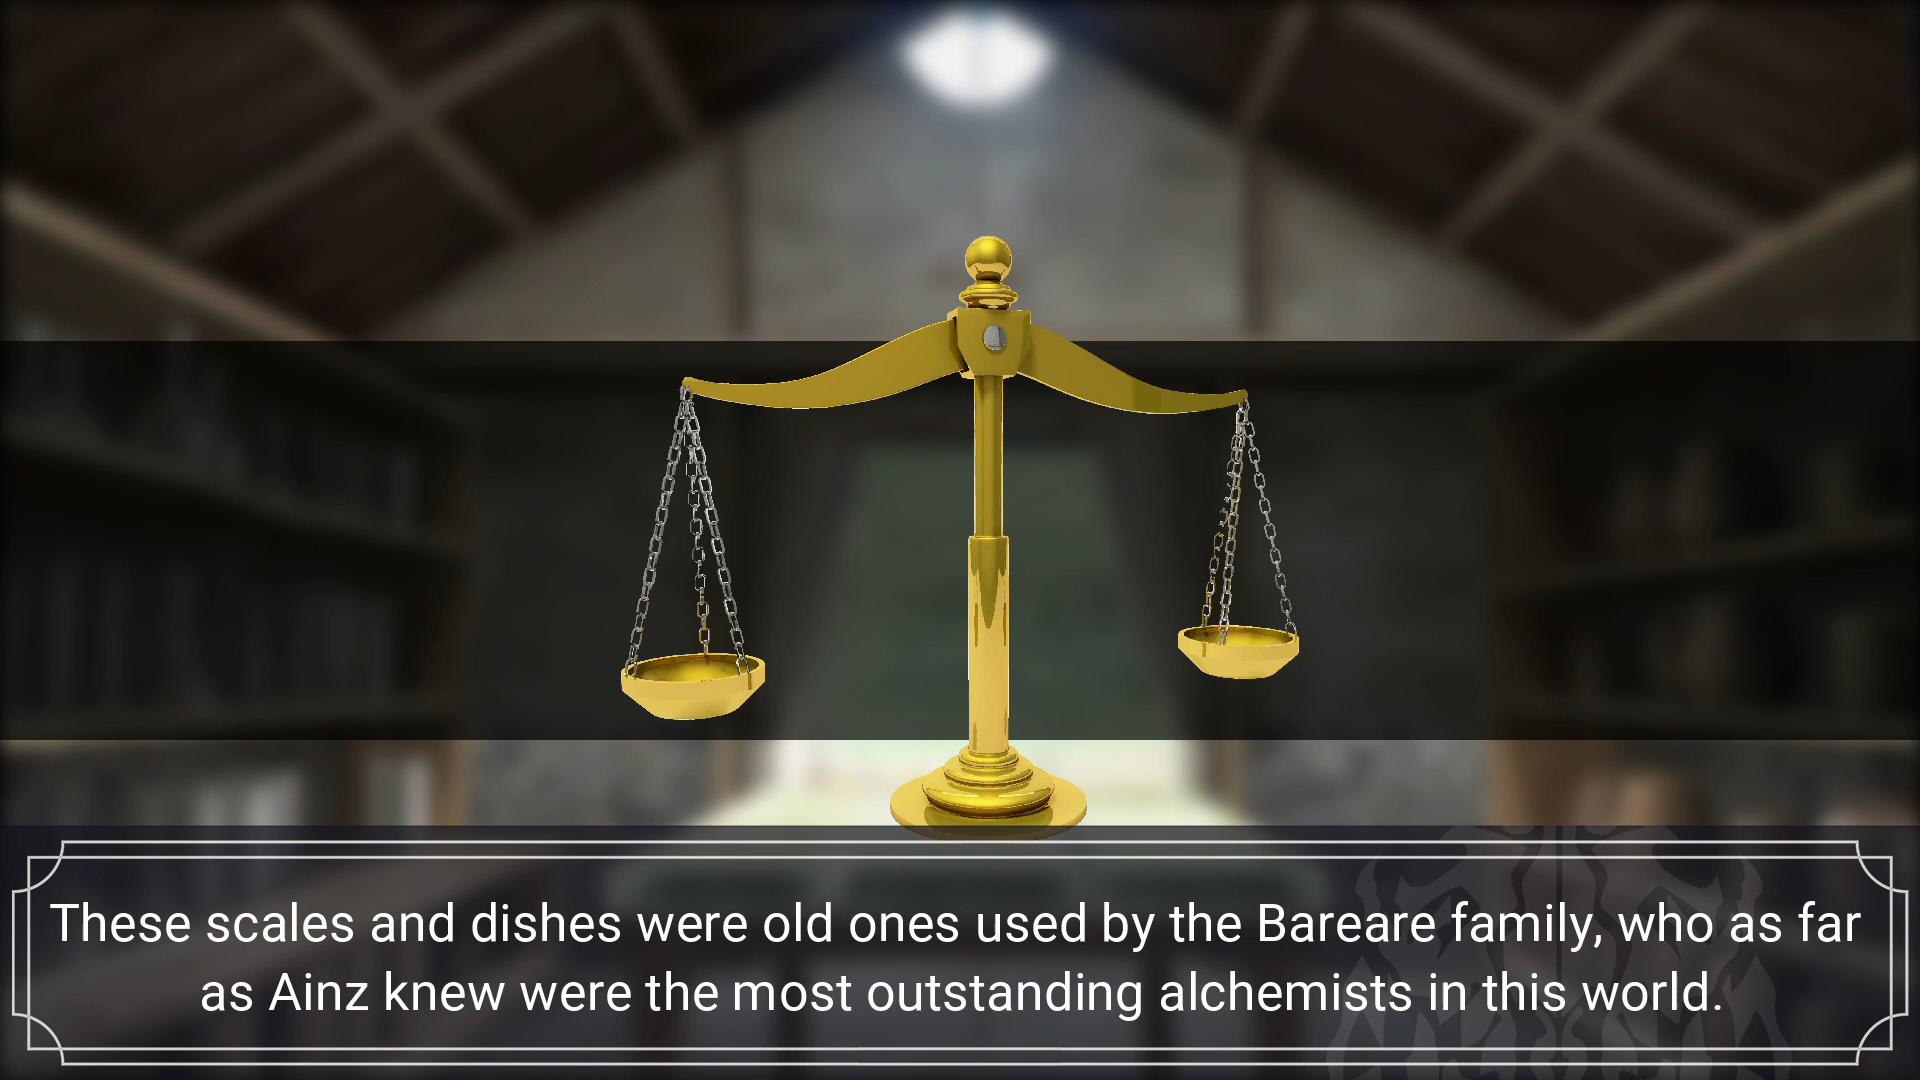 These scales and dishes were old ones used by the Bareare family, who as far
as Ainz knew were the most outstanding alchemists in this world.